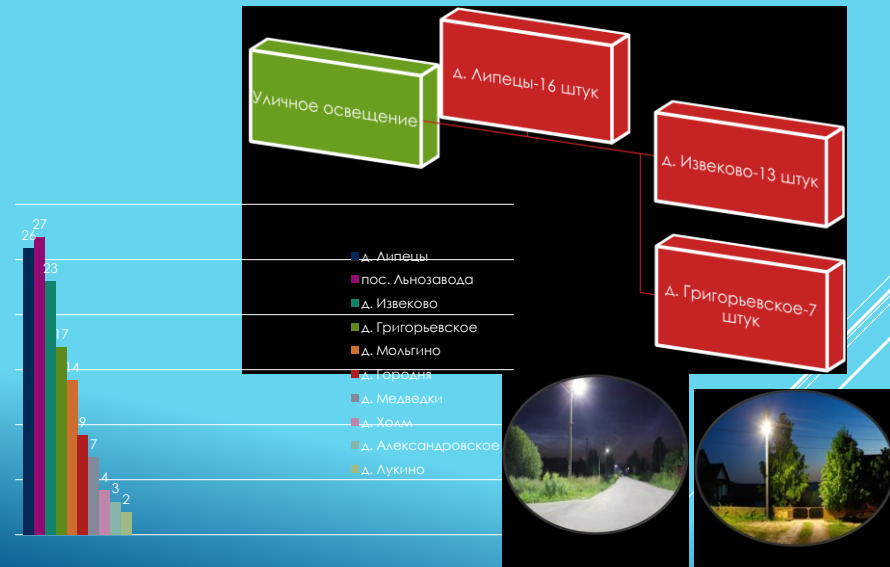 Уличное освещение
д. Липецы-16 штук
д. Извеково-13 штук
д. Григорьевское-7
штук
26
27
23
17
14
9
7
4
3
2
д. Липецы
пос. Льнозавода
д. Извеково
д. Григорьевское
д. Мольгино
д. Городня
д. Медведки
д. Холм
д. Александровское
д. Лукино